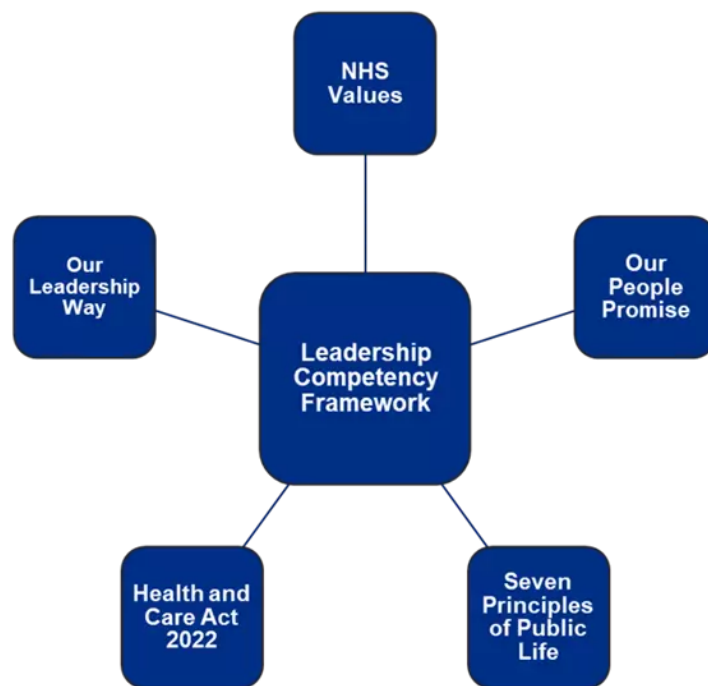 NHS
Values
Our
Leadership
Way
Our
People
Promise
Leadership
Competency
Framework
Health and
Care Act
2022
Seven
Principles
of Public
Life